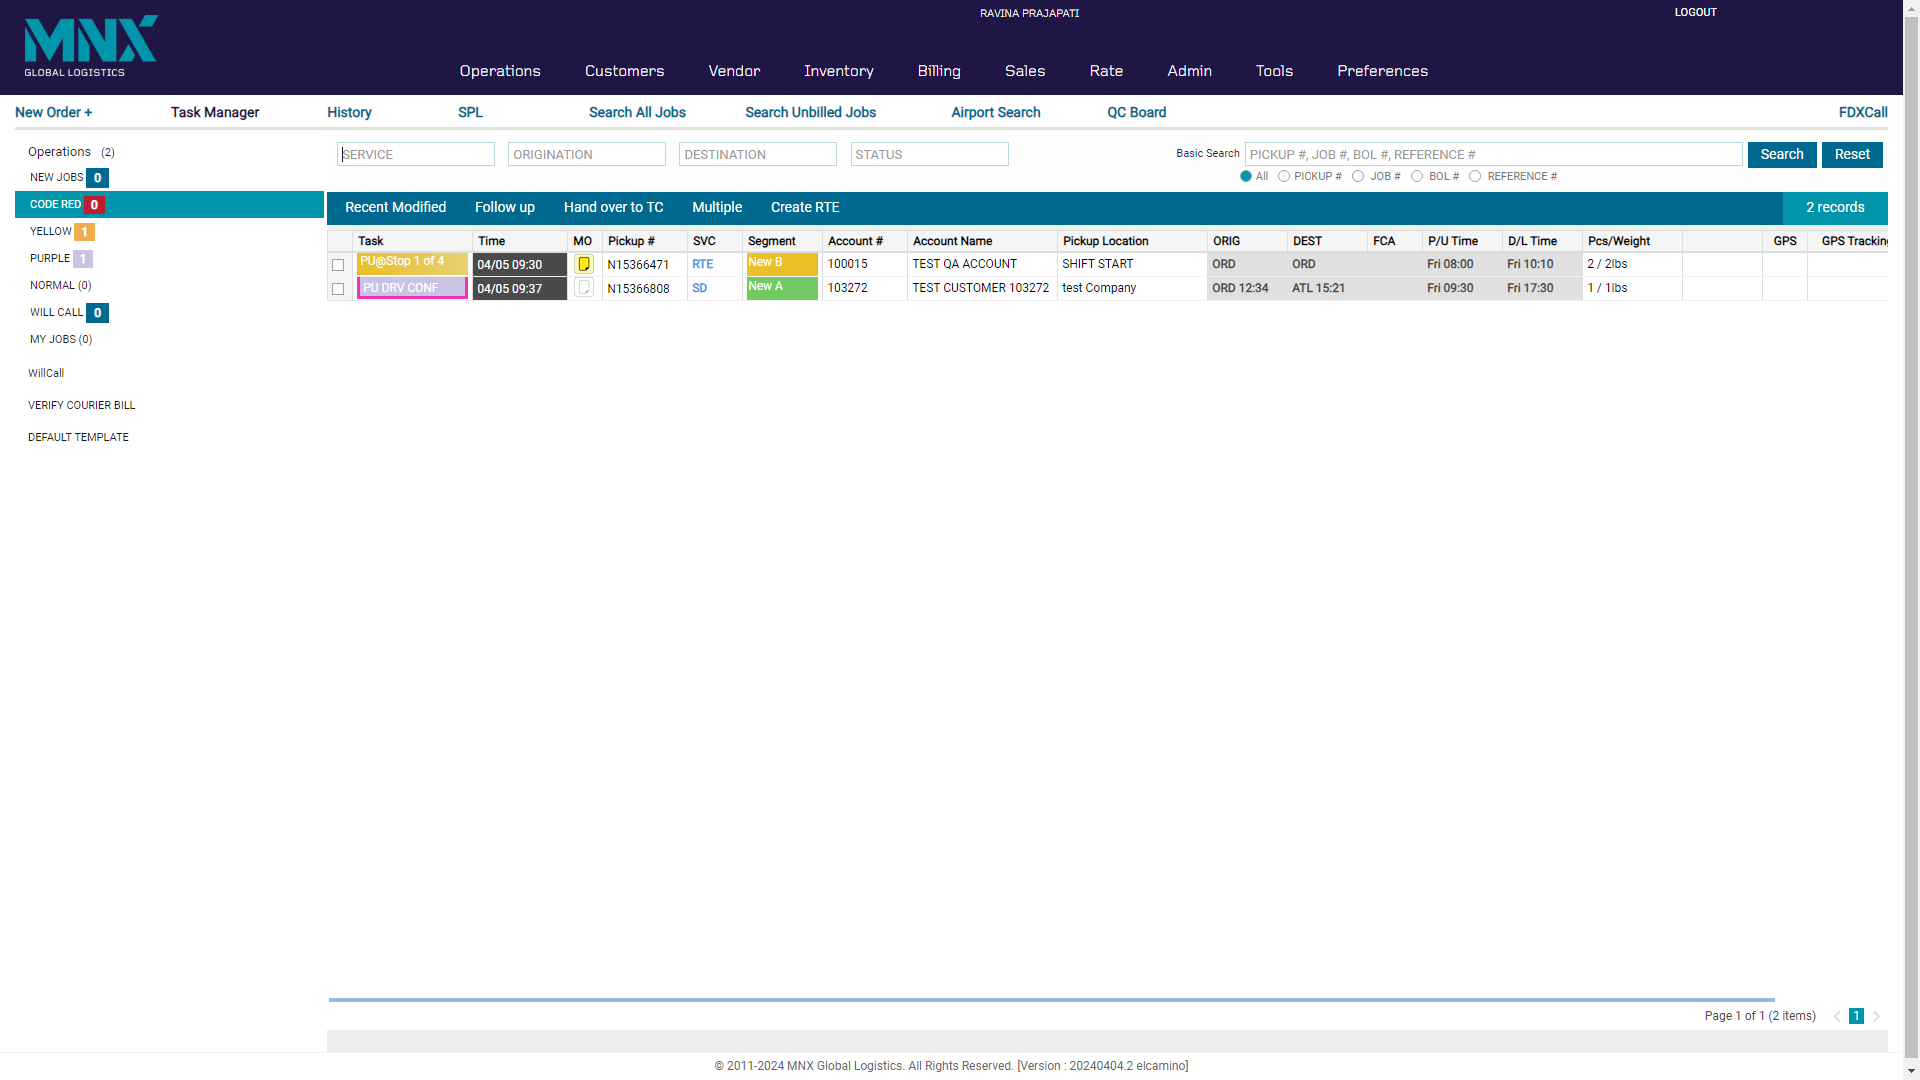 MNX
GLOBAL LOGISTICS
RAVINA PRAJAPATI
LOGOUT
Operations Customers Vendor Inventory Billing Sales Rate Admin Tools Preferences
New Order + Task Manager History SPL Search All Jobs Search Unbilled Jobs Airport Search QC Board FDXCall
Operations (2)
NEW JOBS 0
CODE RED 0
YELLOW 1
PURPLE 1
NORMAL (0)
WILL CALL 0
MY JOBS (0)
WillCall
VERIFY COURIER BILL
DEFAULT TEMPLATE
SERVICE ORIGINATION DESTINATION STATUS Basic Search PICKUP #, JOB #, BOL #, REFERENCE # Search Reset
All PICKUP # JOB # BOL # REFERENCE #
Recent Modified Follow up Hand over to TC Multiple Create RTE 2 records
Task Time MO Pickup # SVC Segment Account # Account Name Pickup Location ORIG DEST FCA P/U Time D/L Time Pcs/Weight GPS GPS Tracking
PU@Stop 1 of 4 04/05 09:30 N15366471 RTE New B 100015 TEST QA ACCOUNT SHIFT START ORD ORD Fri 08:00 Fri 10:10 2 / 2lbs
PU DRV CONF 04/05 09:37 N15366808 SD New A 103272 TEST CUSTOMER 103272 test Company ORD 12:34 ATL 15:21 Fri 09:30 Fri 17:30 1 / 1lbs
Page 1 of 1 (2 items) 1
© 2011-2024 MNX Global Logistics. All Rights Reserved. [Version : 20240404.2 elcamino]